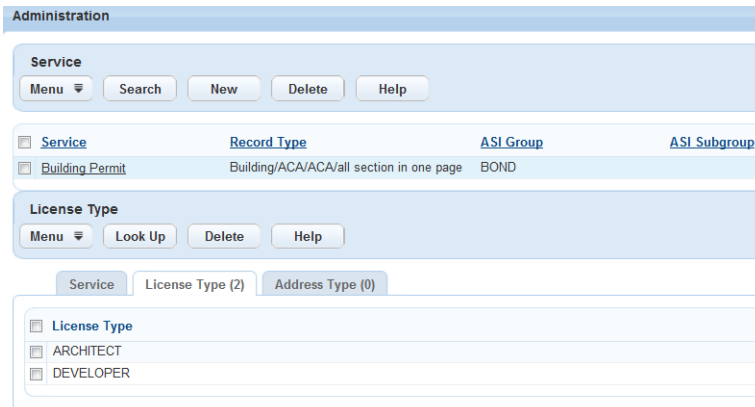 Administration
Service
Menu Search New Delete Help
Service Record Type ASI Group ASI Subgroup
Building Permit Building/ACA/ACA/all section in one page BOND
License Type
Menu Look Up Delete Help
Service License Type (2) Address Type (0)
License Type
ARCHITECT
DEVELOPER